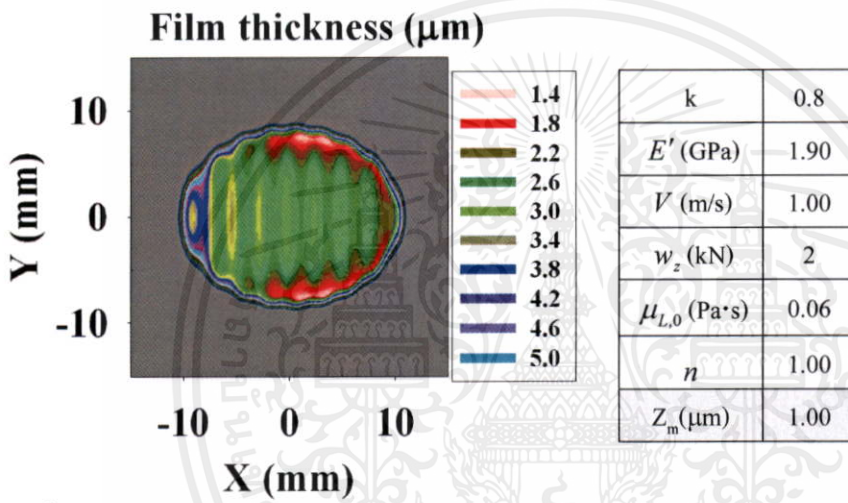 Film thickness (μm)
Y (mm)
10
0
-10
-10 0 10
X (mm)
1.4
1.8
2.2
2.6
3.0
3.4
3.8
4.2
4.6
5.0
k 0.8
E' (GPa) 1.90
V (m/s) 1.00
w_z (kN) 2
μ_L,0 (Pa·s) 0.06
n 1.00
Z_m(μm) 1.00